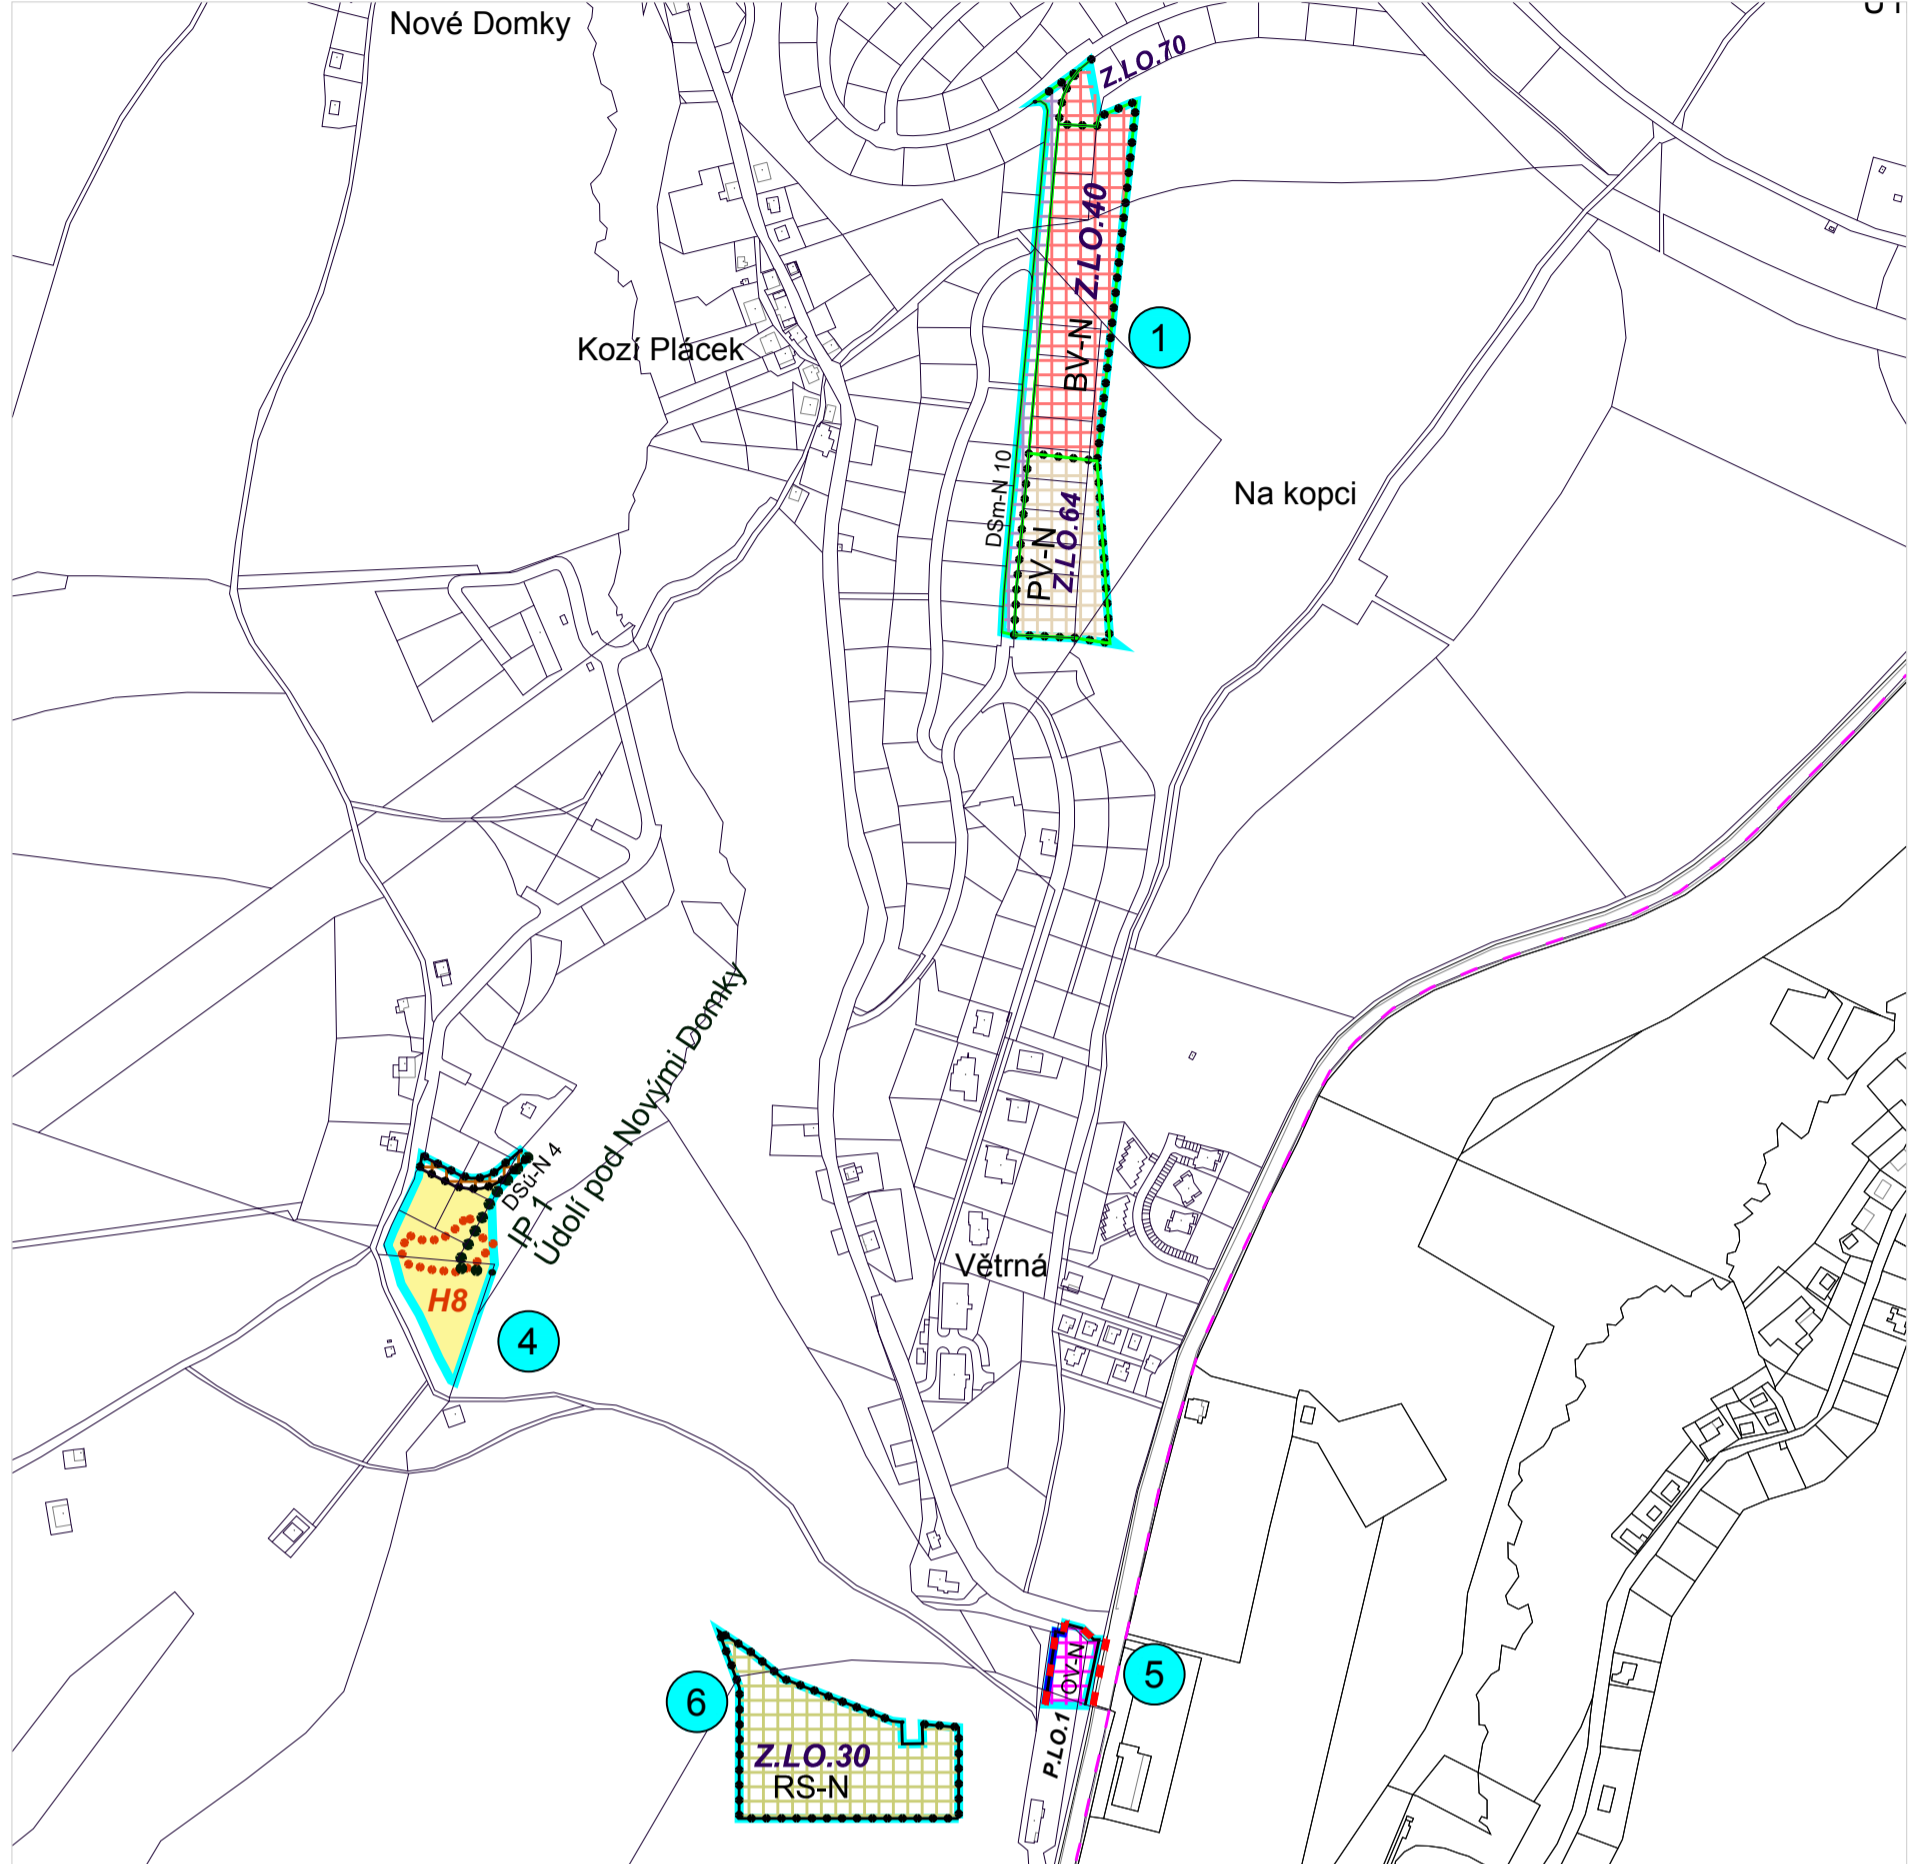 Nové Domky
Z.LO.70
Z.LO.40
BV-N
1
Kozí Plácek
DSm-N 10
PV-N
Z.LO.64
Na kopci
DSú-N 4
IP 1
Údolí pod Novými Domky
H8
4
Větrná
OV-N
5
P.LO.1
6
Z.LO.30
RS-N